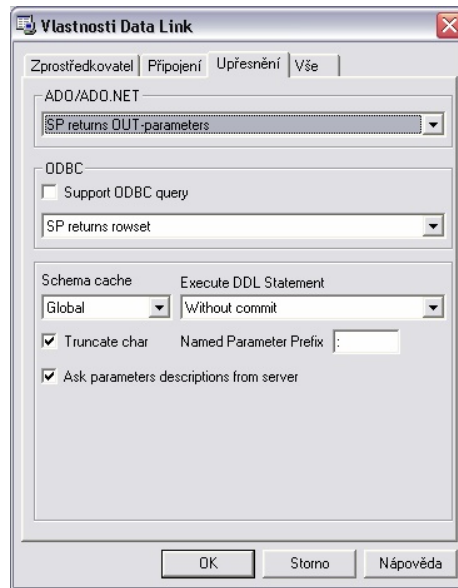 Vlastnosti Data Link
Zprostředkovatel Připojení Upřesnění Vše
ADO/ADO.NET
SP returns OUT-parameters
ODBC
Support ODBC query
SP returns rowset
Schema cache Execute DDL Statement
Global Without commit
Truncate char Named Parameter Prefix :
Ask parameters descriptions from server
OK Storno Nápověda